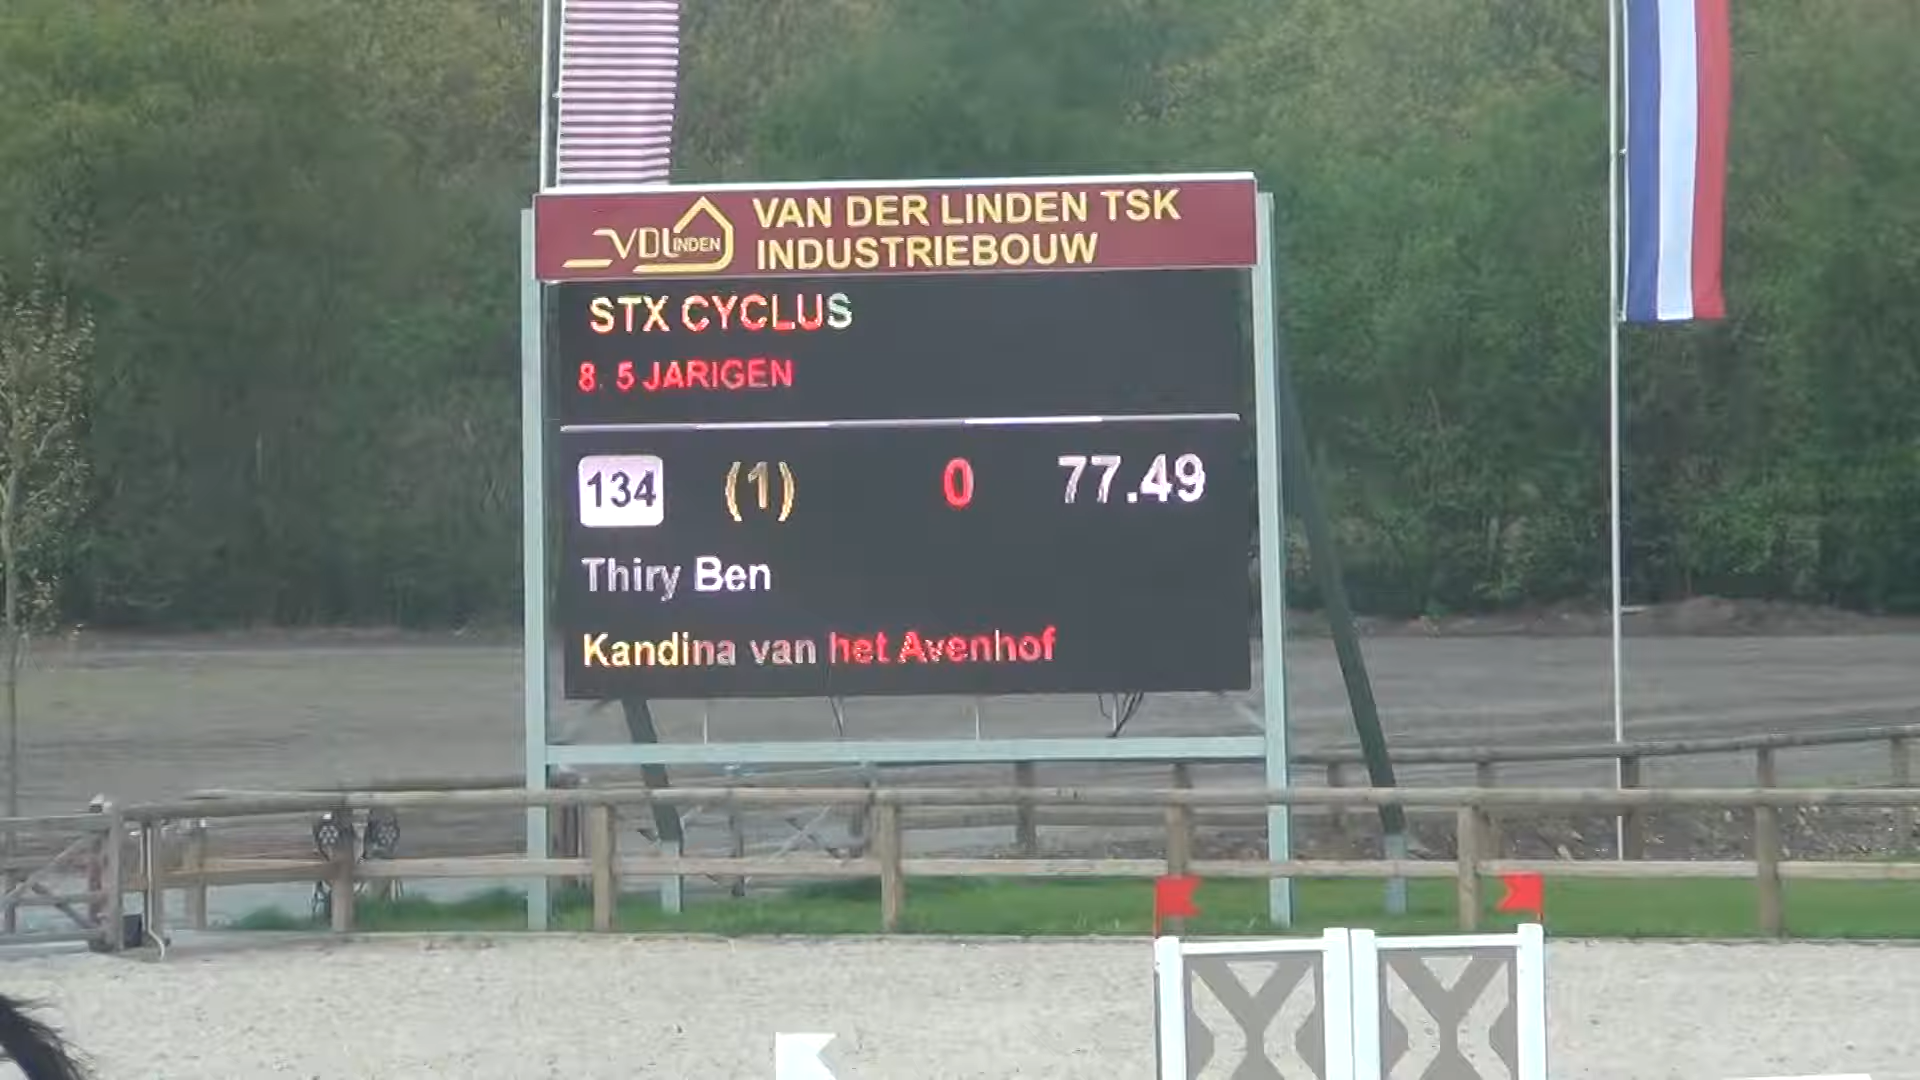 VDLINDEN
VAN DER LINDEN TSK
INDUSTRIEBOUW
STX CYCLUS
8. 5 JARIGEN
134 (1) 0 77.49
Thiry Ben
Kandina van het Avenhof